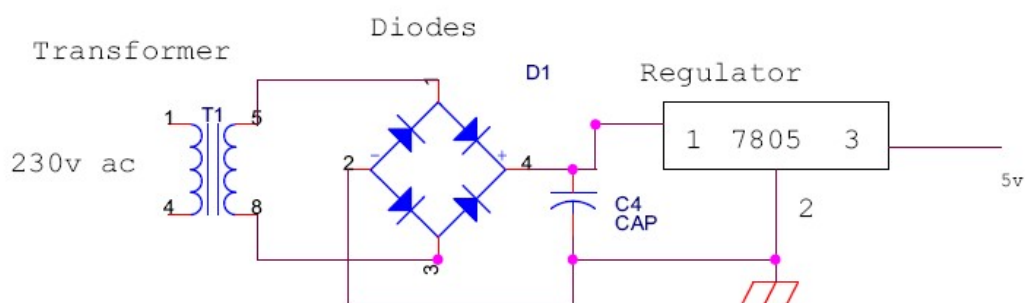 Diodes
Transformer
D1
Regulator
1
T1
5
1
230v ac
4
8
2
-
+
4
3
C4
CAP
1 7805 3
2
5v